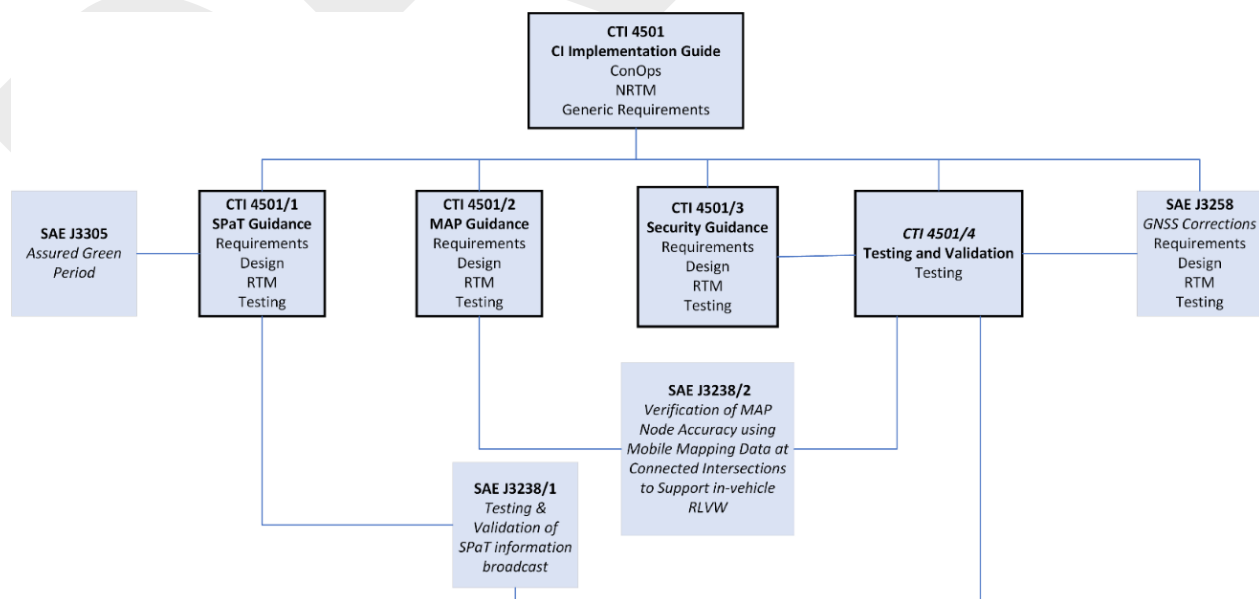 CTI 4501
CI Implementation Guide
ConOps
NRTM
Generic Requirements
SAE J3305
Assured Green
Period
CTI 4501/1
SPaT Guidance
Requirements
Design
RTM
Testing
CTI 4501/2
MAP Guidance
Requirements
Design
RTM
Testing
CTI 4501/3
Security Guidance
Requirements
Design
RTM
Testing
CTI 4501/4
Testing and Validation
Testing
SAE J3258
GNSS Corrections
Requirements
Design
RTM
Testing
SAE J3238/2
Verification of MAP
Node Accuracy using
Mobile Mapping Data at
Connected Intersections
to Support in-vehicle
RLVW
SAE J3238/1
Testing &
Validation of
SPaT information
broadcast